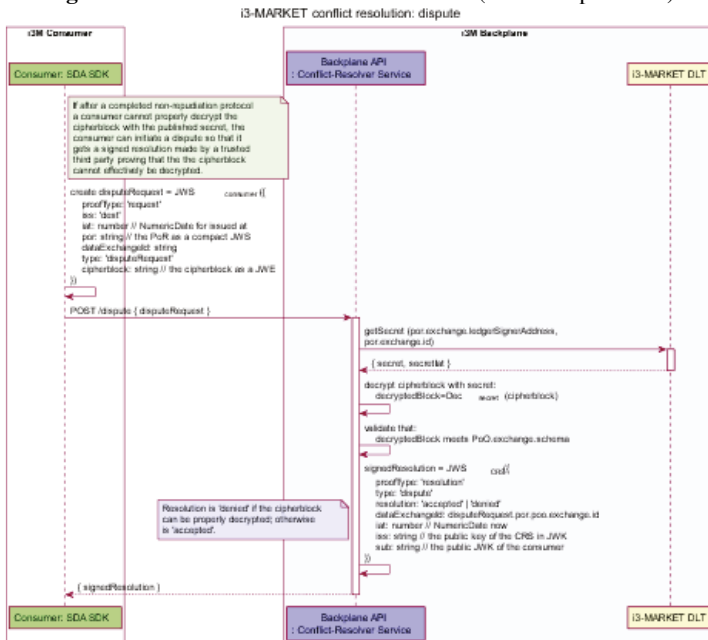 i3-MARKET conflict resolution: dispute
i3M Consumer
i3M Backplane
Consumer: SDA SDK
Backplane API
: Conflict-Resolver Service
i3-MARKET DLT
If after a completed non-repudiation protocol
a consumer cannot properly decrypt the
cipherblock with the published secret, the
consumer can initiate a dispute so that it
gets a signed resolution made by a trusted
third party proving that the the cipherblock
cannot effectively be decrypted.
create disputeRequest = JWS consumer({
proofType: 'request'
iss: 'dest'
iat: number // NumericDate for issued at
por: string // the PoR as a compact JWS
dataExchangeId: string
type: 'disputeRequest'
cipherblock: string // the cipherblock as a JWE
})
POST /dispute { disputeRequest }
getSecret (por.exchange.ledgerSignerAddress,
por.exchange.id)
{ secret, secretIat }
decrypt cipherblock with secret:
decryptedBlock=Dec secret (cipherblock)
validate that:
decryptedBlock meets PoO.exchange.schema
signedResolution = JWS CRS({
proofType: 'resolution'
type: 'dispute'
resolution: 'accepted' | 'denied'
dataExchangeId: disputeRequest.por.poo.exchange.id
iat: number // NumericDate now
iss: string // the public key of the CRS in JWK
sub: string // the public JWK of the consumer
})
Resolution is 'denied' if the cipherblock
can be properly decrypted; otherwise
is 'accepted'.
{ signedResolution }
Consumer: SDA SDK
Backplane API
: Conflict-Resolver Service
i3-MARKET DLT